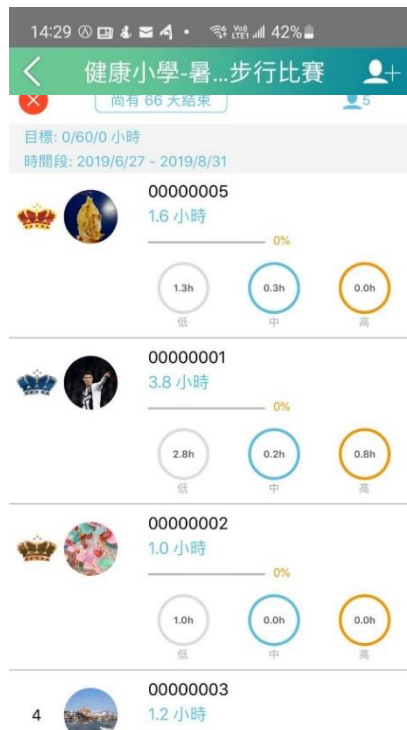 14:29 42%
Vo))
LTE1
健康小學-暑...步行比賽
尚有 66 天結束
5
目標: 0/60/0 小時
時間段: 2019/6/27 - 2019/8/31
00000005
1.6 小時
0%
1.3h 0.3h 0.0h
低 中 高
00000001
3.8 小時
0%
2.8h 0.2h 0.8h
低 中 高
00000002
1.0 小時
0%
1.0h 0.0h 0.0h
低 中 高
00000003
4
1.2 小時